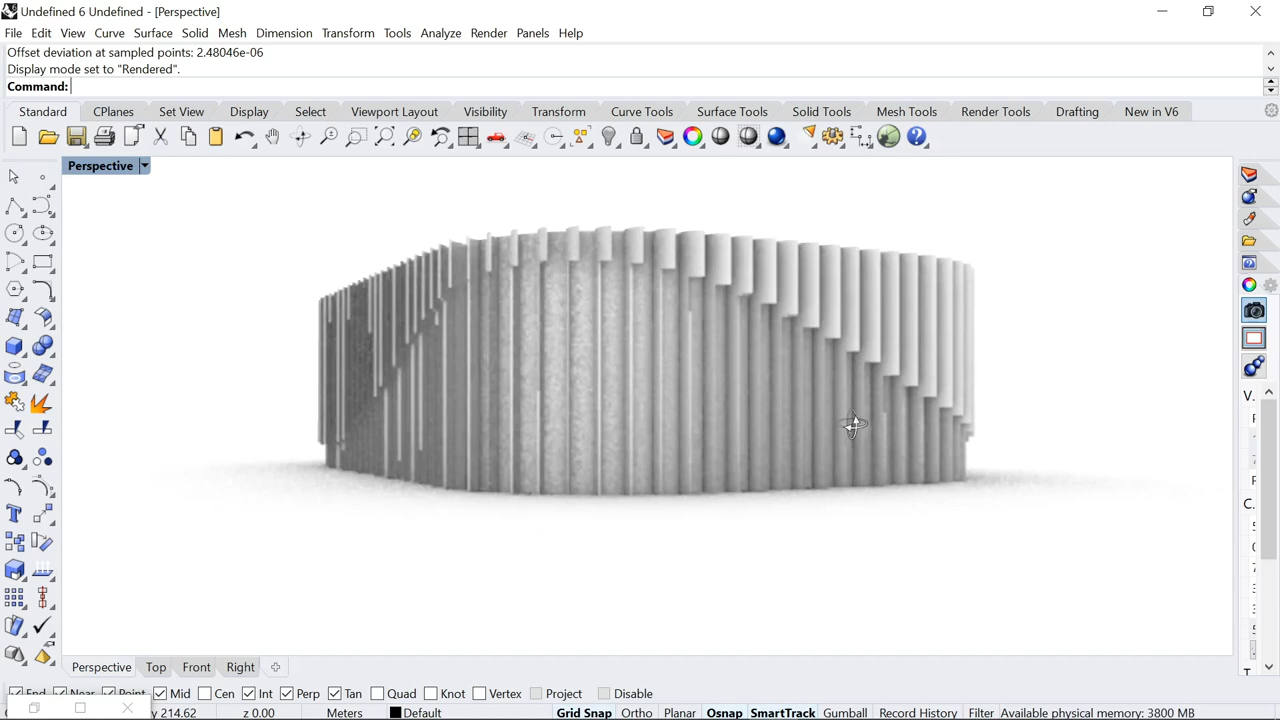 Undefined 6 Undefined - [Perspective]
File Edit View Curve Surface Solid Mesh Dimension Transform Tools Analyze Render Panels Help
Offset deviation at sampled points: 2.48046e-06
Display mode set to "Rendered".
Command:
Standard CPlanes Set View Display Select Viewport Layout Visibility Transform Curve Tools Surface Tools Solid Tools Mesh Tools Render Tools Drafting New in V6
Perspective
V.
C.
Perspective Top Front Right
End Near Point Mid Cen Int Perp Tan Quad Knot Vertex Project Disable
y 214.62 z 0.00 Meters Default Grid Snap Ortho Planar Osnap SmartTrack Gumball Record History Filter Available physical memory: 3800 MB